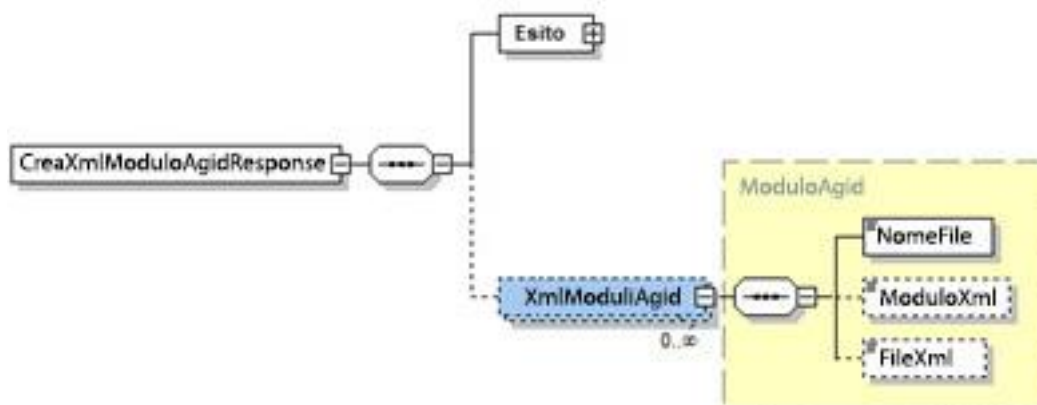 Esito
CreaXmlModuloAgidResponse
ModuloAgid
NomeFile
XmlModuliAgid
ModuloXml
0..∞
FileXml